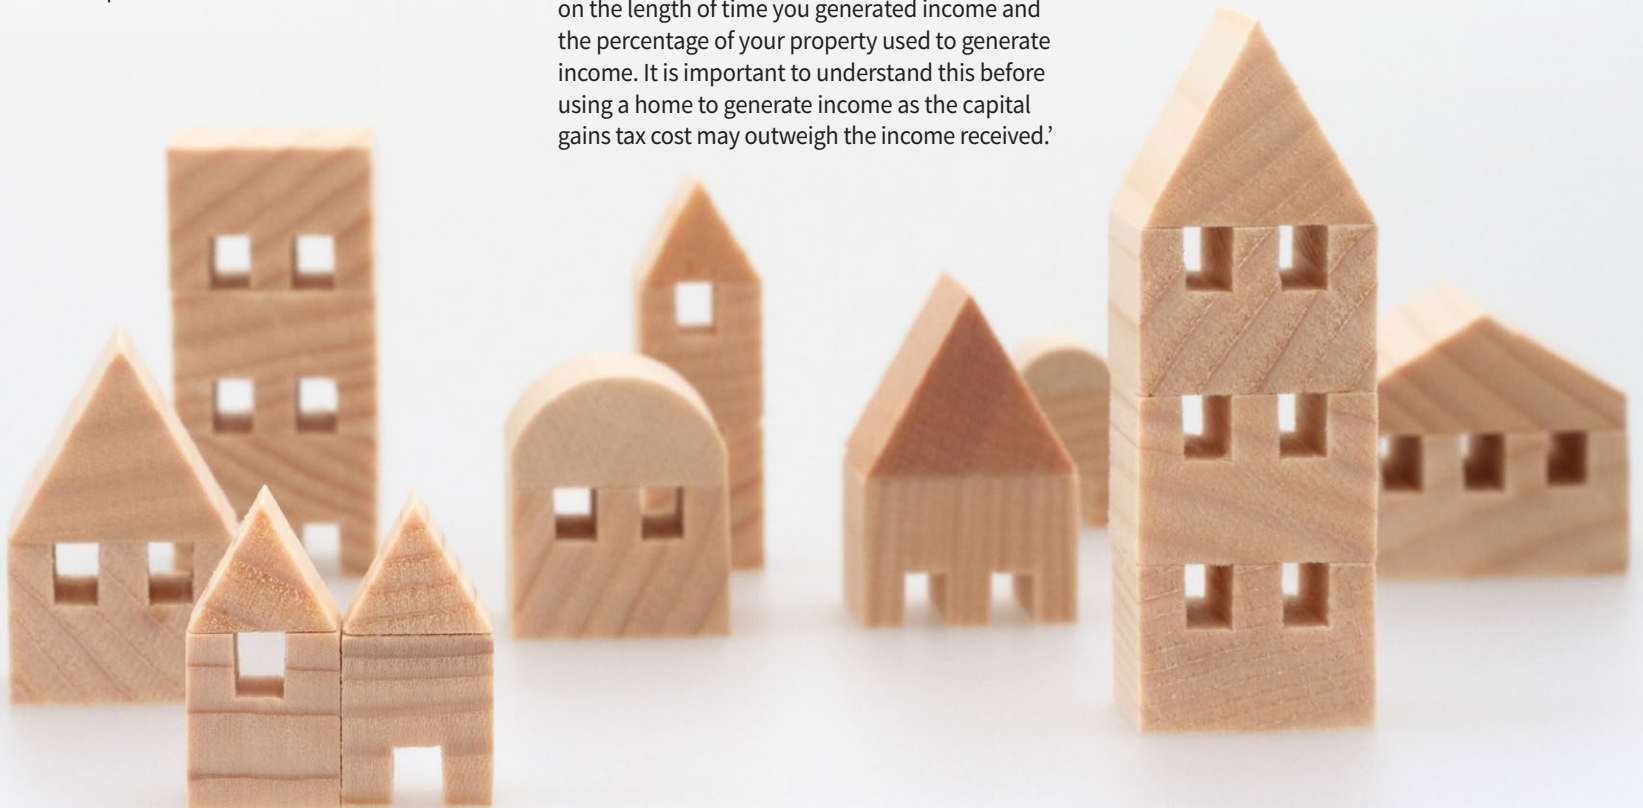 on the length of time you generated income and
the percentage of your property used to generate
income. It is important to understand this before
using a home to generate income as the capital
gains tax cost may outweigh the income received.’